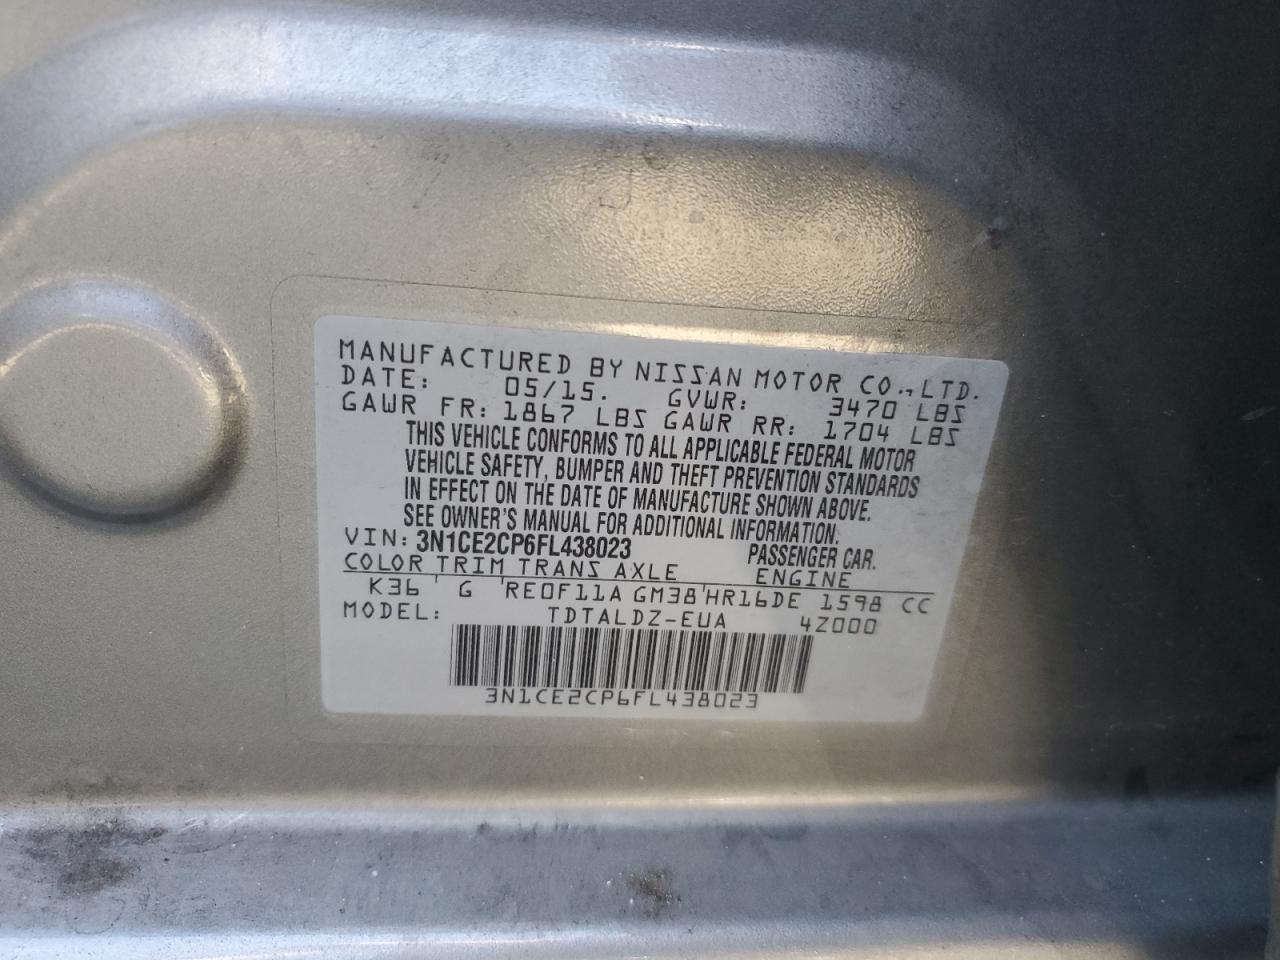 MANUFACTURED BY NISSAN MOTOR CO., LTD.
DATE: 05/15. GVWR: 3470 LBS
GAWR FR: 1867 LBS GAWR RR: 1704 LBS
THIS VEHICLE CONFORMS TO ALL APPLICABLE FEDERAL MOTOR
VEHICLE SAFETY, BUMPER AND THEFT PREVENTION STANDARDS
IN EFFECT ON THE DATE OF MANUFACTURE SHOWN ABOVE.
SEE OWNER'S MANUAL FOR ADDITIONAL INFORMATION.
VIN: 3N1CE2CP6FL438023 PASSENGER CAR.
COLOR TRIM TRANS AXLE ENGINE
K36 ' G 'RE0F11A GM38'HR16DE 1598 CC
MODEL: TDTALDZ-EUA 4Z000
3N1CE2CP6FL438023